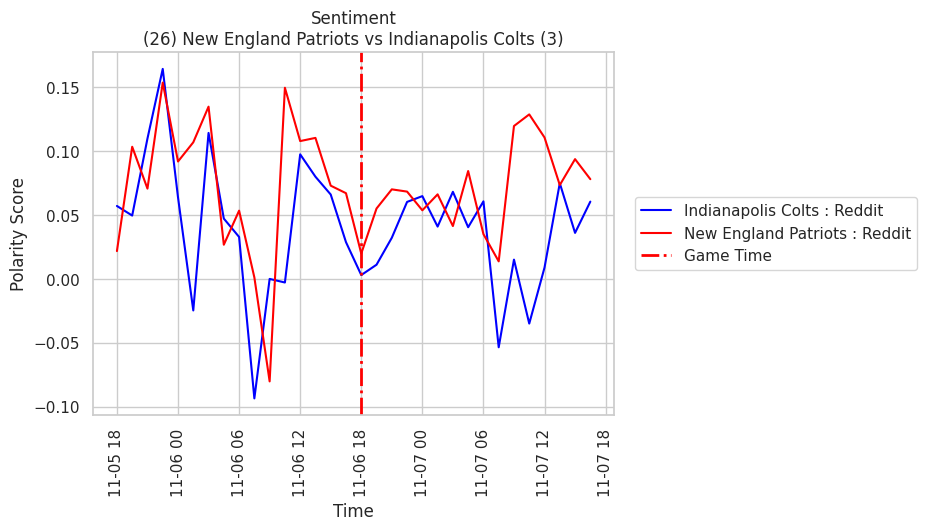 Sentiment
(26) New England Patriots vs Indianapolis Colts (3)
Polarity Score
0.15
0.10
0.05
0.00
−0.05
−0.10
11-05 18
11-06 00
11-06 06
11-06 12
11-06 18
11-07 00
11-07 06
11-07 12
11-07 18
Time
Indianapolis Colts : Reddit
New England Patriots : Reddit
Game Time